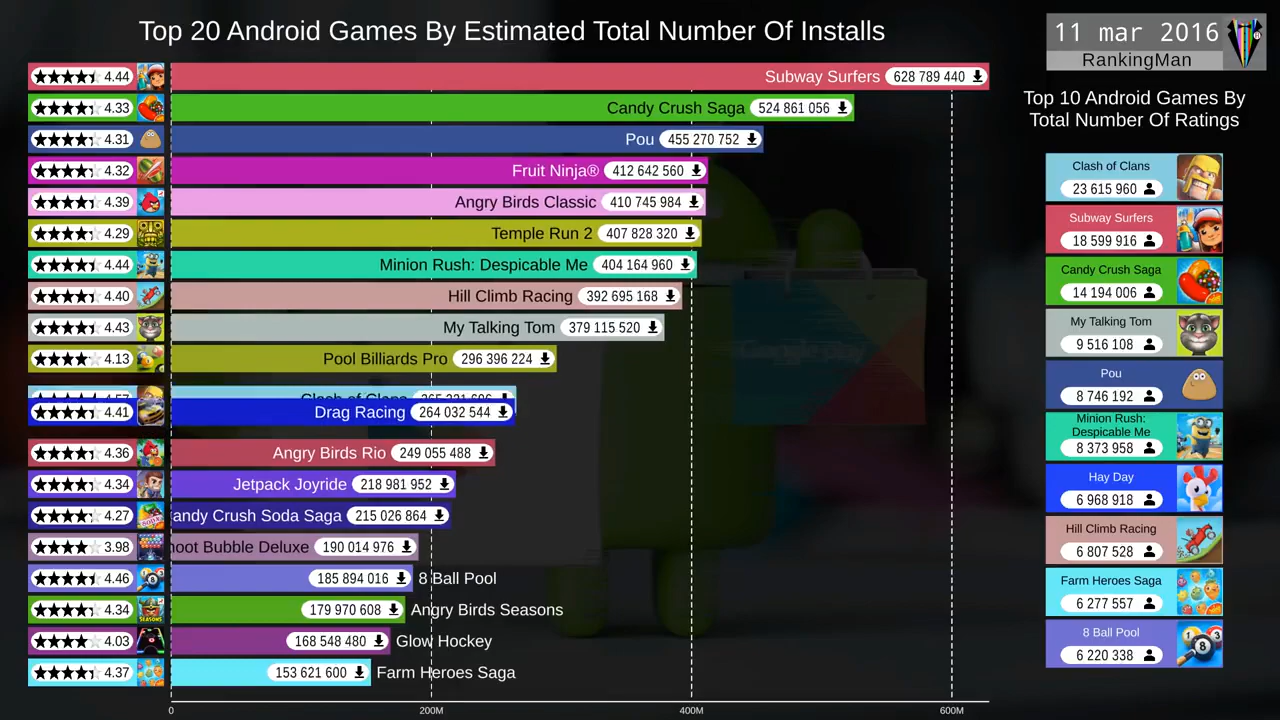 Top 20 Android Games By Estimated Total Number Of Installs
11 mar 2016
RankingMan
4.44 Subway Surfers 628 789 440
4.33 Candy Crush Saga 524 861 056
4.31 Pou 455 270 752
4.32 Fruit Ninja® 412 642 560
4.39 Angry Birds Classic 410 745 984
4.29 Temple Run 2 407 828 320
4.44 Minion Rush: Despicable Me 404 164 960
4.40 Hill Climb Racing 392 695 168
4.43 My Talking Tom 379 115 520
4.13 Pool Billiards Pro 296 396 224
Clash of Clans
4.41 Drag Racing 264 032 544
4.36 Angry Birds Rio 249 055 488
4.34 Jetpack Joyride 218 981 952
4.27 andy Crush Soda Saga 215 026 864
3.98 hoot Bubble Deluxe 190 014 976
4.46 185 894 016 8 Ball Pool
4.34 179 970 608 Angry Birds Seasons
4.03 168 548 480 Glow Hockey
4.37 153 621 600 Farm Heroes Saga
0 200M 400M 600M
Top 10 Android Games By
Total Number Of Ratings
Clash of Clans
23 615 960
Subway Surfers
18 599 916
Candy Crush Saga
14 194 006
My Talking Tom
9 516 108
Pou
8 746 192
Minion Rush:
Despicable Me
8 373 958
Hay Day
6 968 918
Hill Climb Racing
6 807 528
Farm Heroes Saga
6 277 557
8 Ball Pool
6 220 338